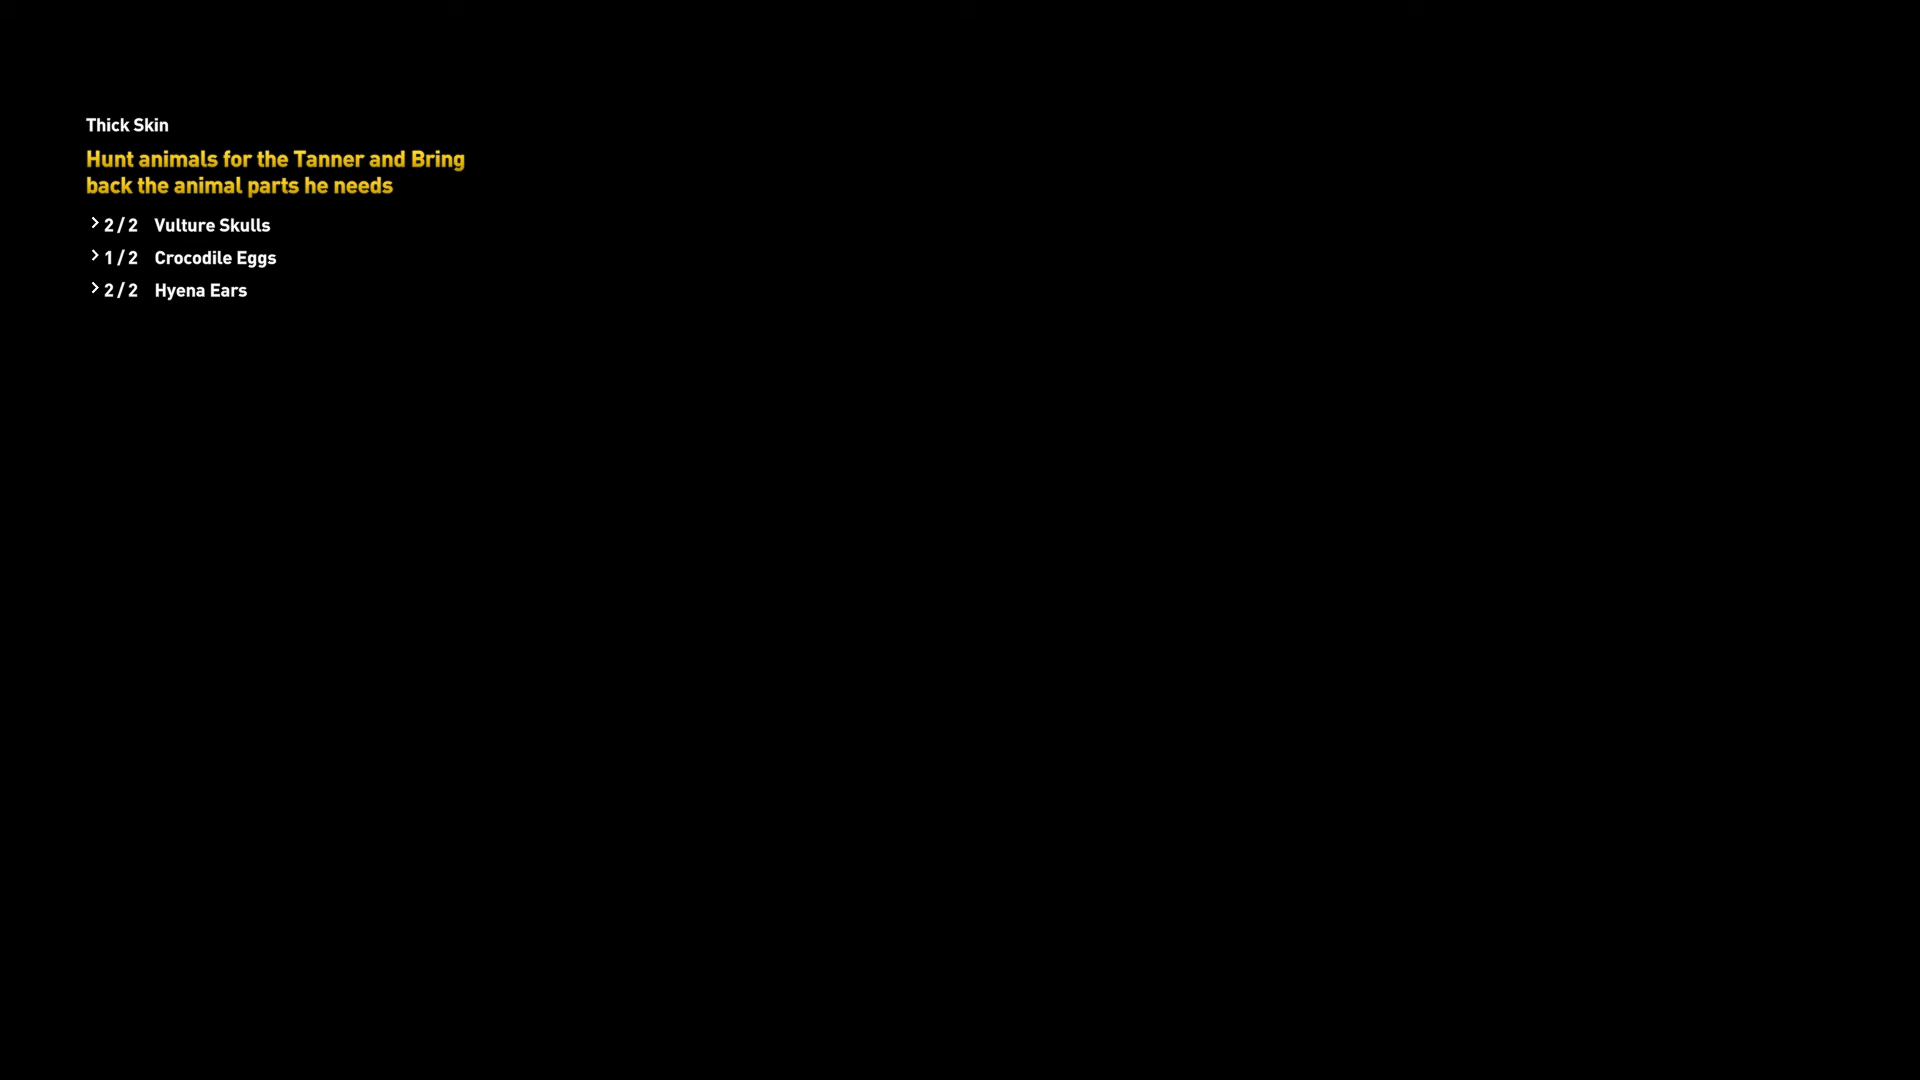 Thick Skin
Hunt animals for the Tanner and Bring
back the animal parts he needs
> 2 / 2 Vulture Skulls
> 1 / 2 Crocodile Eggs
> 2 / 2 Hyena Ears